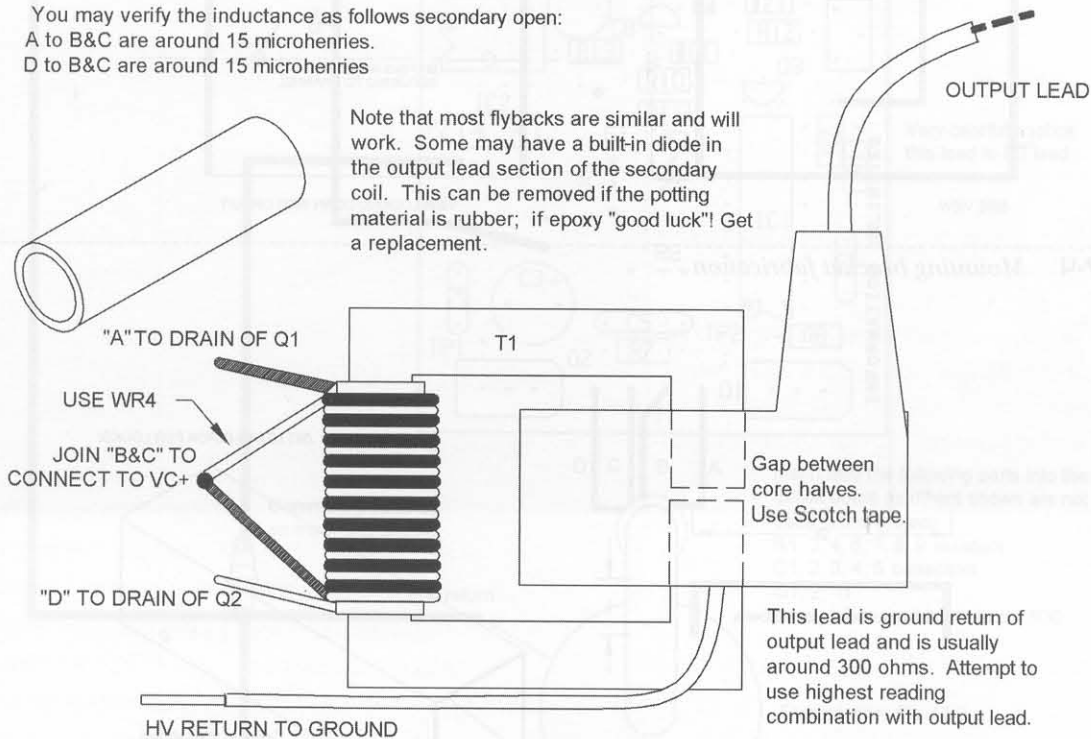 You may verify the inductance as follows secondary open:
A to B&C are around 15 microhenries.
D to B&C are around 15 microhenries
OUTPUT LEAD
Note that most flybacks are similar and will
work. Some may have a built-in diode in
the output lead section of the secondary
coil. This can be removed if the potting
material is rubber; if epoxy "good luck"! Get
a replacement.
"A" TO DRAIN OF Q1
T1
USE WR4
JOIN "B&C" TO
CONNECT TO VC+
Gap between
core halves.
Use Scotch tape.
"D" TO DRAIN OF Q2
This lead is ground return of
output lead and is usually
around 300 ohms. Attempt to
use highest reading
combination with output lead.
HV RETURN TO GROUND